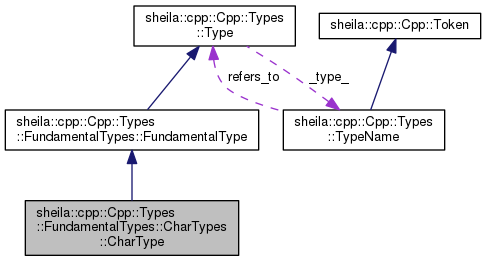 sheila::cpp::Cpp::Types
::Type
sheila::cpp::Cpp::Token
refers_to
_type_
sheila::cpp::Cpp::Types
::FundamentalTypes::FundamentalType
sheila::cpp::Cpp::Types
::TypeName
sheila::cpp::Cpp::Types
::FundamentalTypes::CharTypes
::CharType